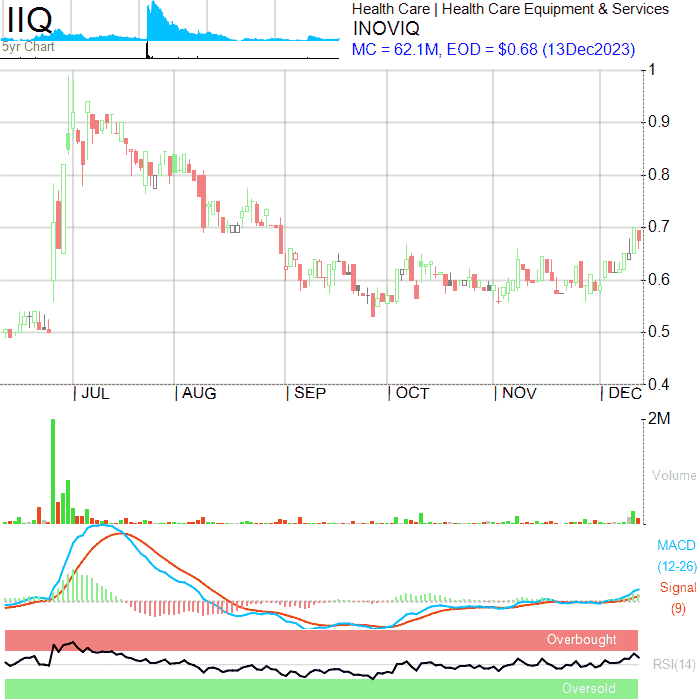 IIQ
5yr Chart
Health Care | Health Care Equipment & Services
INOVIQ
MC = 62.1M, EOD = $0.68 (13Dec2023)
1
0.9
0.8
0.7
0.6
0.5
0.4
| JUL | AUG | SEP | OCT | NOV | DEC
2M
Volume
MACD
(12-26)
Signal
(9)
Overbought
RSI(14)
Oversold